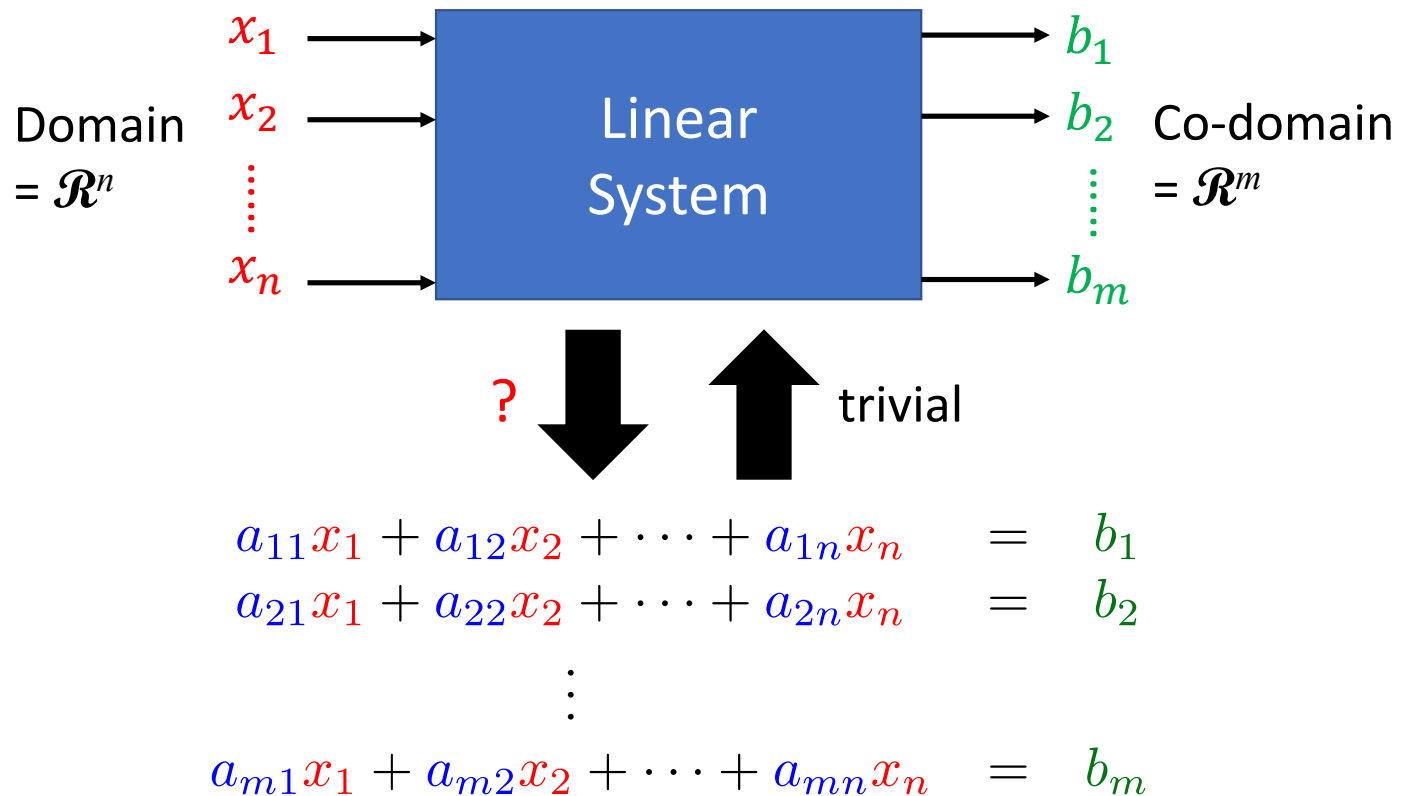 x₁
x₂
xₙ
Domain
= 𝓡ⁿ
Linear
System
b₁
b₂
bₘ
Co-domain
= 𝓡ᵐ
?
trivial
a₁₁x₁ + a₁₂x₂ + ⋯ + a₁ₙxₙ = b₁
a₂₁x₁ + a₂₂x₂ + ⋯ + a₂ₙxₙ = b₂
⋮
aₘ₁x₁ + aₘ₂x₂ + ⋯ + aₘₙxₙ = bₘ